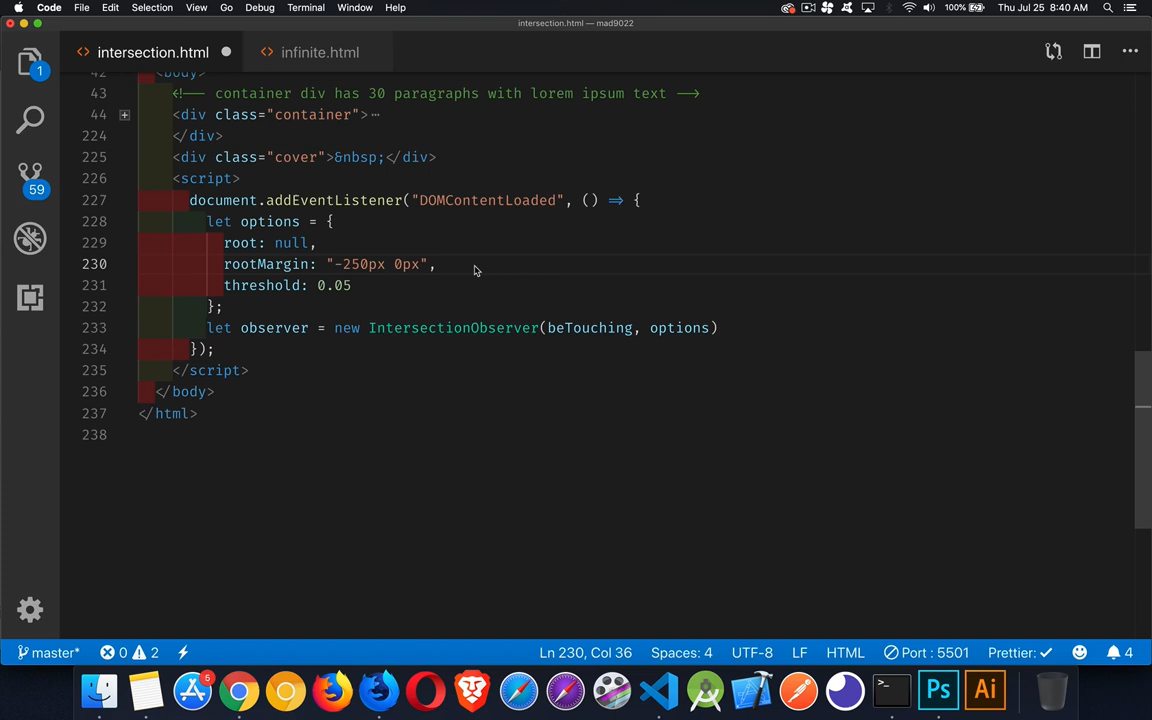 Code File Edit Selection View Go Debug Terminal Window Help 100% Thu Jul 25 8:40 AM
intersection.html — mad9022
1
<> intersection.html
<> infinite.html
42 <body>
43 <!-- container div has 30 paragraphs with lorem ipsum text -->
44 <div class="container">…
224 </div>
225 <div class="cover">&nbsp;</div>
226 <script>
227 document.addEventListener("DOMContentLoaded", () => {
228 let options = {
229 root: null,
230 rootMargin: "-250px 0px",
231 threshold: 0.05
232 };
233 let observer = new IntersectionObserver(beTouching, options)
234 });
235 </script>
236 </body>
237 </html>
238
59
master* 0 2 Ln 230, Col 36 Spaces: 4 UTF-8 LF HTML Port : 5501 Prettier: ✓ 4
5
>_
Ps
Ai